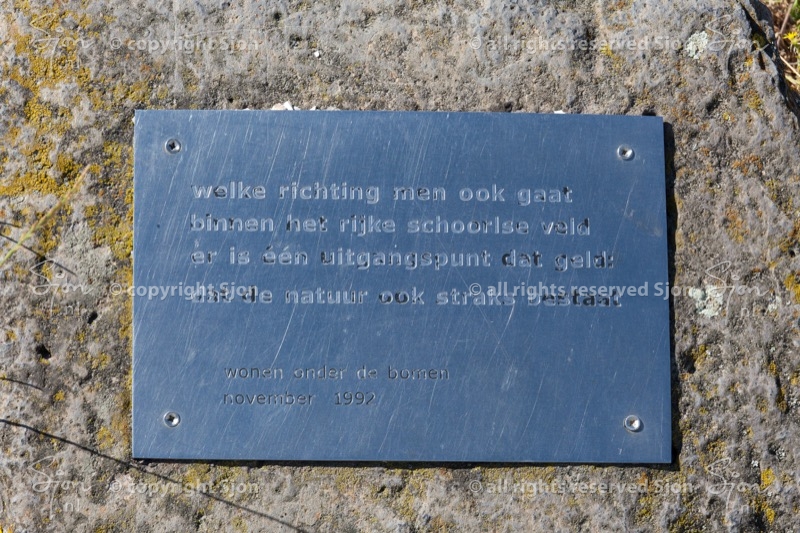 © copyright Sjon © all rights reserved Sjon
welke richting men ook gaat
binnen het rijke schoorlse veld
er is één uitgangspunt dat geld:
© copyright Sjon © all rights reserved Sjon
dat de natuur ook straks bestaat
wonen onder de bomen
november 1992
© copyright Sjon © all rights reserved Sjon